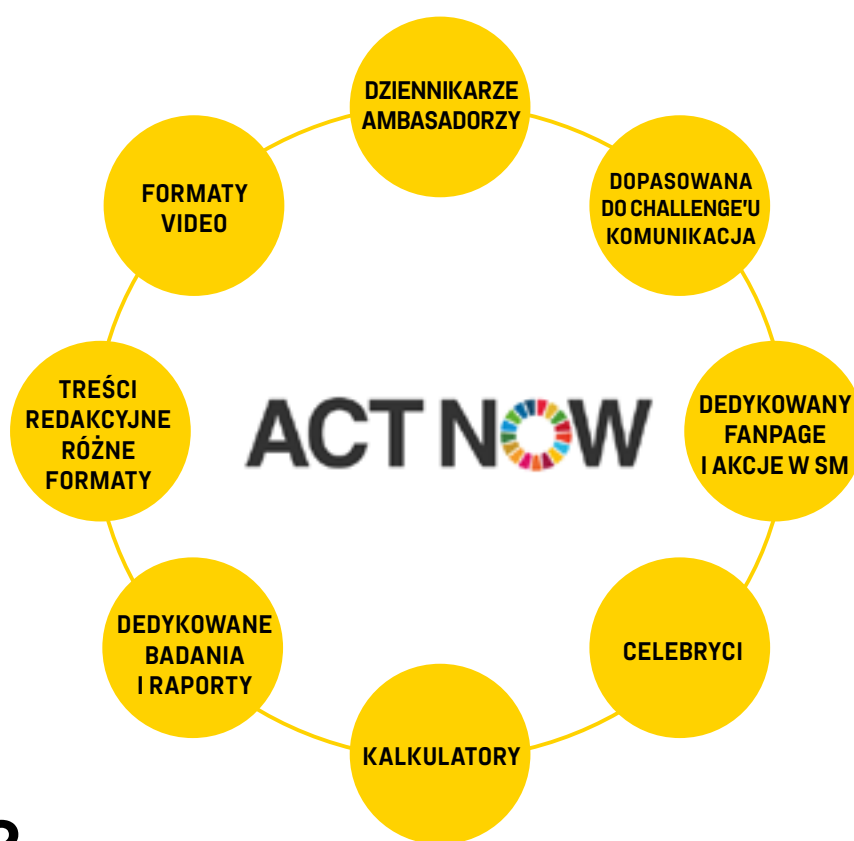 DZIENNIKARZE
AMBASADORZY
DOPASOWANA
DO CHALLENGE'U
KOMUNIKACJA
DEDYKOWANY
FANPAGE
I AKCJE W SM
CELEBRYCI
KALKULATORY
DEDYKOWANE
BADANIA
I RAPORTY
TREŚCI
REDAKCYJNE
RÓŻNE
FORMATY
FORMATY
VIDEO
ACT NOW